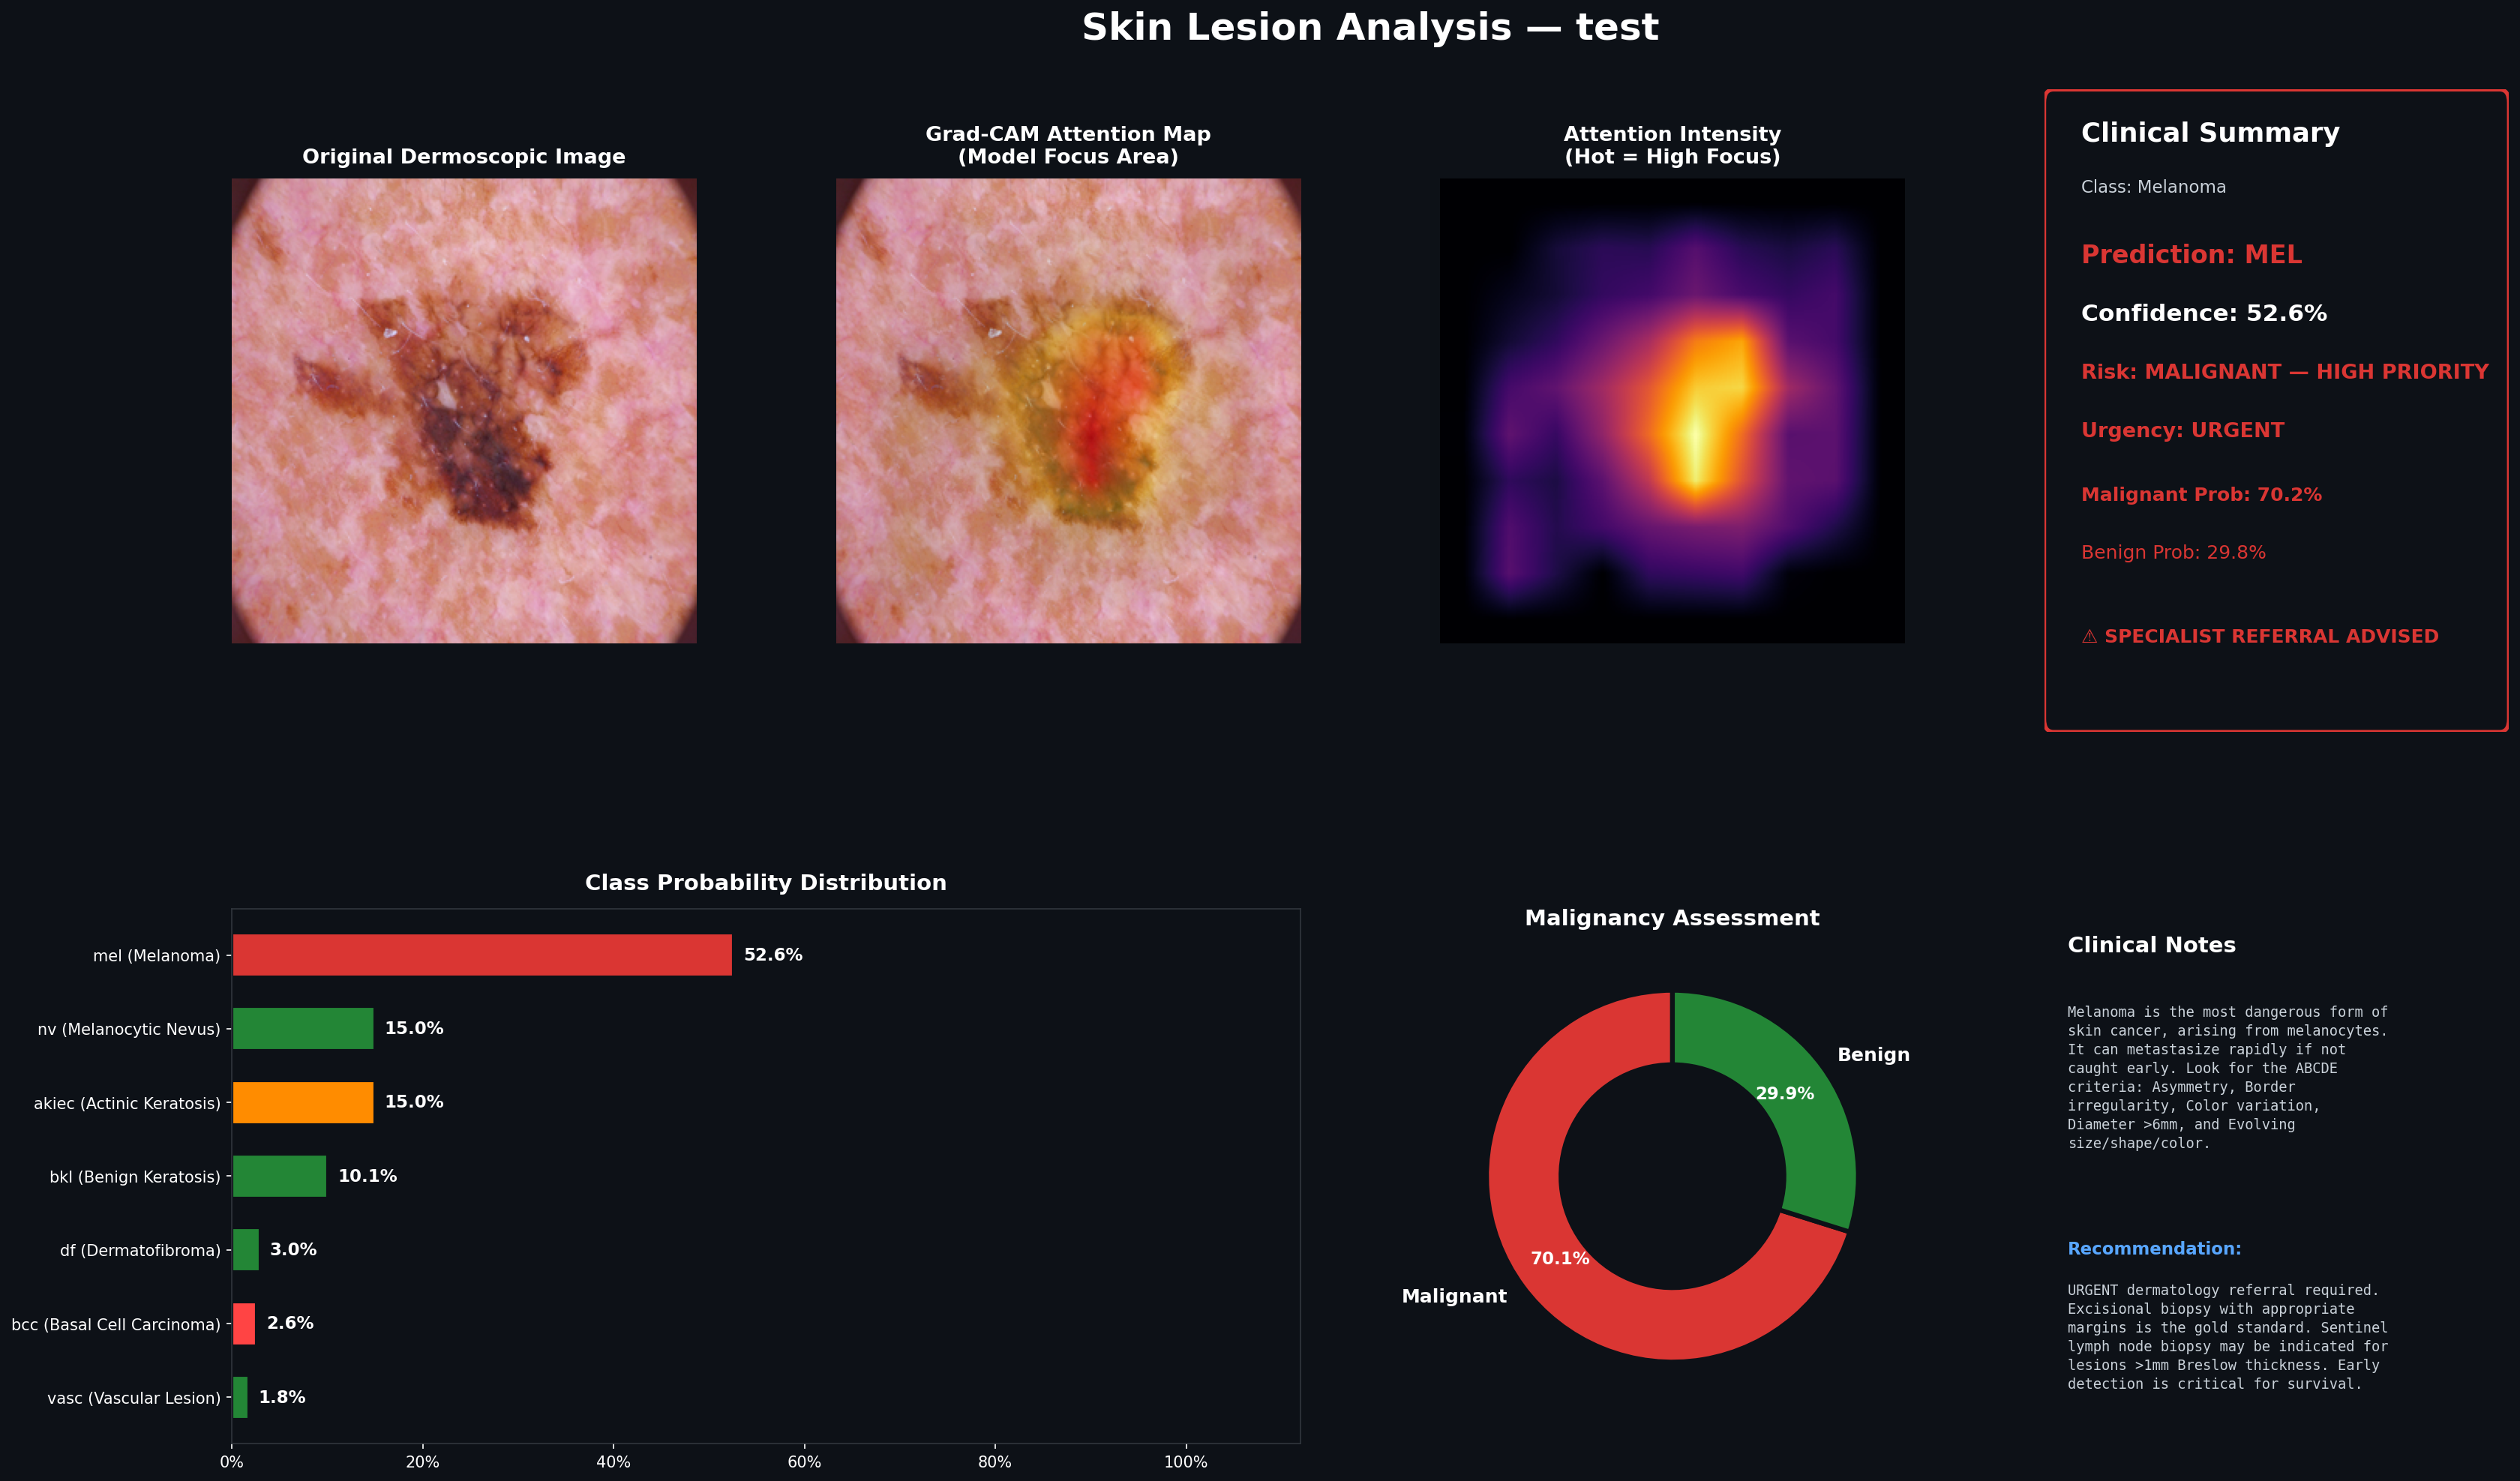 Skin Lesion Analysis — test
Original Dermoscopic Image
Grad-CAM Attention Map
(Model Focus Area)
Attention Intensity
(Hot = High Focus)
Clinical Summary
Class: Melanoma
Prediction: MEL
Confidence: 52.6%
Risk: MALIGNANT — HIGH PRIORITY
Urgency: URGENT
Malignant Prob: 70.2%
Benign Prob: 29.8%
⚠ SPECIALIST REFERRAL ADVISED
Class Probability Distribution
mel (Melanoma)
52.6%
nv (Melanocytic Nevus)
15.0%
akiec (Actinic Keratosis)
15.0%
bkl (Benign Keratosis)
10.1%
df (Dermatofibroma)
3.0%
bcc (Basal Cell Carcinoma)
2.6%
vasc (Vascular Lesion)
1.8%
0%
20%
40%
60%
80%
100%
Malignancy Assessment
Benign
29.9%
70.1%
Malignant
Clinical Notes
Melanoma is the most dangerous form of
skin cancer, arising from melanocytes.
It can metastasize rapidly if not
caught early. Look for the ABCDE
criteria: Asymmetry, Border
irregularity, Color variation,
Diameter >6mm, and Evolving
size/shape/color.
Recommendation:
URGENT dermatology referral required.
Excisional biopsy with appropriate
margins is the gold standard. Sentinel
lymph node biopsy may be indicated for
lesions >1mm Breslow thickness. Early
detection is critical for survival.